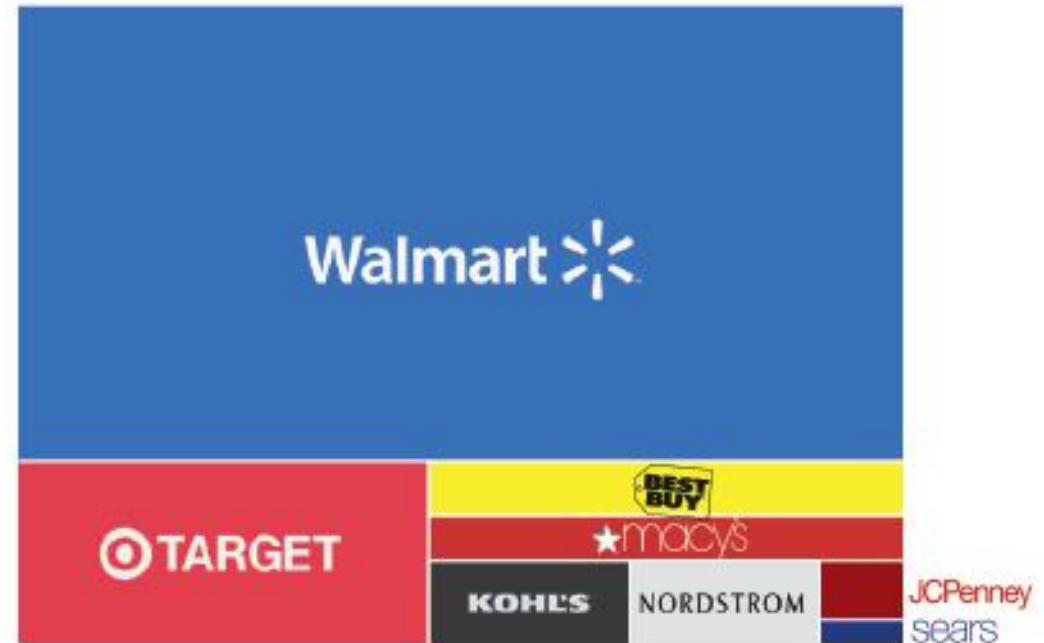 Walmart
TARGET
BEST
BUY
macy's
KOHL'S
NORDSTROM
JCPenney
sears